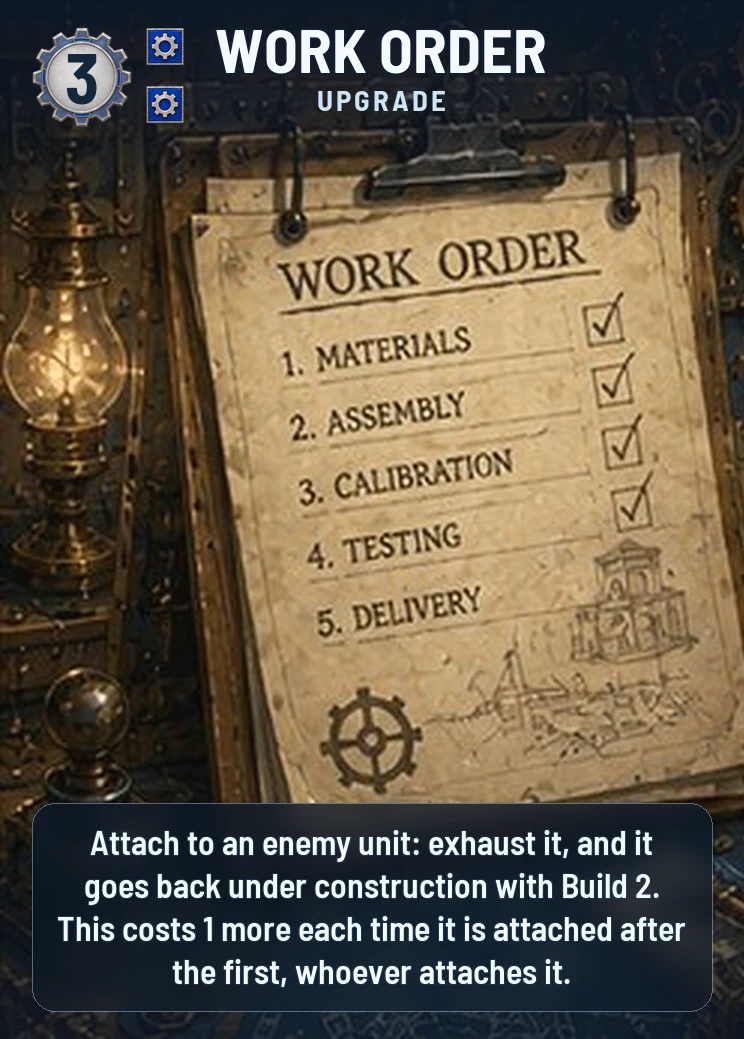 3
WORK ORDER
UPGRADE
WORK ORDER
1. MATERIALS
2. ASSEMBLY
3. CALIBRATION
4. TESTING
5. DELIVERY
Attach to an enemy unit: exhaust it, and it
goes back under construction with Build 2.
This costs 1 more each time it is attached after
the first, whoever attaches it.